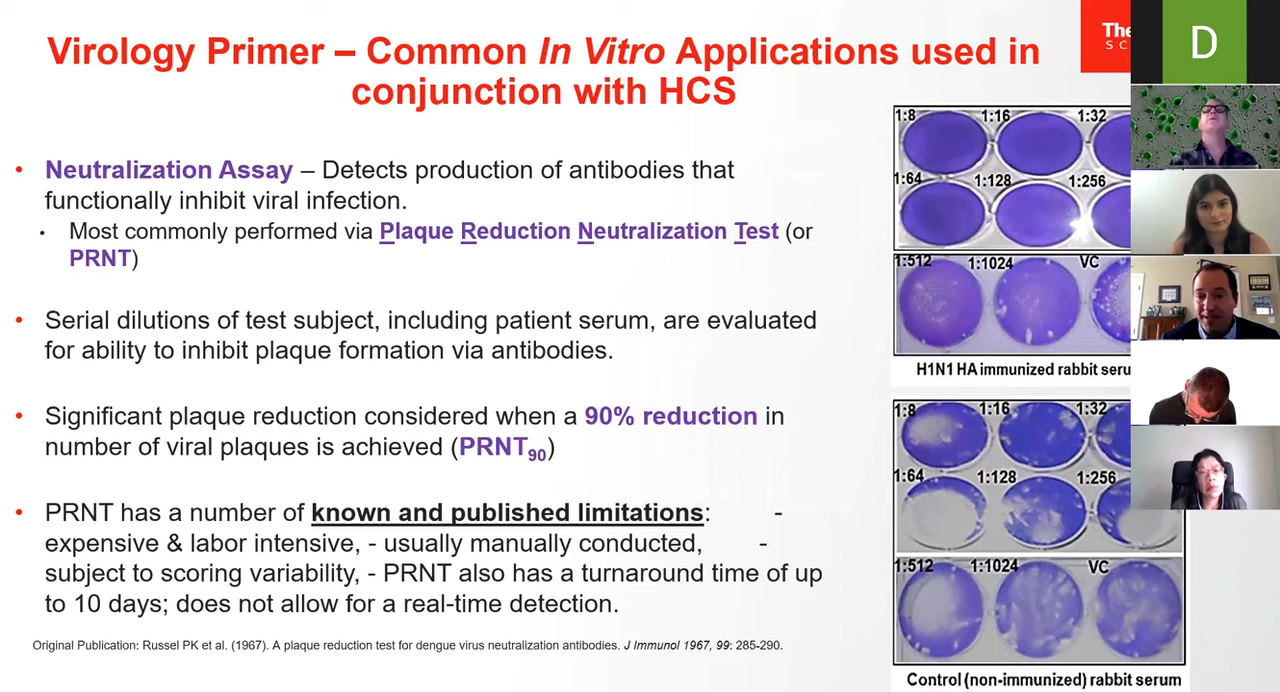 Virology Primer – Common In Vitro Applications used in
conjunction with HCS
The
SC
D
• Neutralization Assay – Detects production of antibodies that
functionally inhibit viral infection.
• Most commonly performed via Plaque Reduction Neutralization Test (or
PRNT)
• Serial dilutions of test subject, including patient serum, are evaluated
for ability to inhibit plaque formation via antibodies.
• Significant plaque reduction considered when a 90% reduction in
number of viral plaques is achieved (PRNT90)
• PRNT has a number of known and published limitations: -
expensive & labor intensive, - usually manually conducted, -
subject to scoring variability, - PRNT also has a turnaround time of up
to 10 days; does not allow for a real-time detection.
Original Publication: Russel PK et al. (1967). A plaque reduction test for dengue virus neutralization antibodies. J Immunol 1967, 99: 285-290.
1:8 1:16 1:32
1:64 1:128 1:256
1:512 1:1024 VC
H1N1 HA immunized rabbit seru
1:8 1:16 1:32
1:64 1:128 1:256
1:512 1:1024 VC
Control (non-immunized) rabbit serum